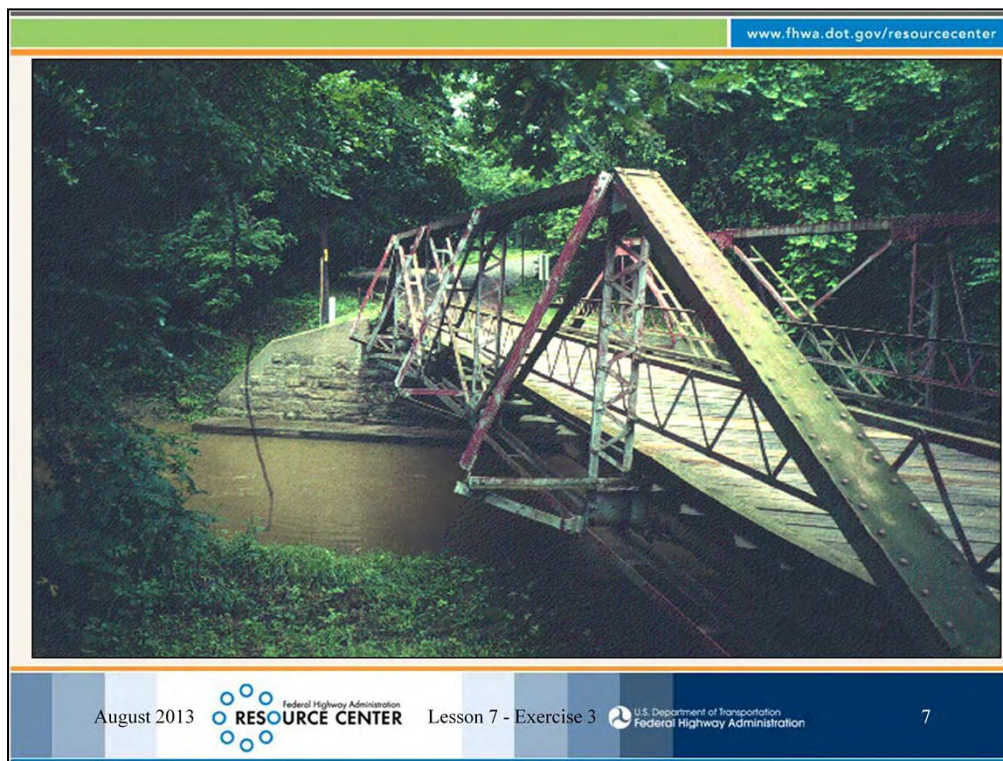 www.fhwa.dot.gov/resourcecenter
August 2013
Federal Highway Administration
RESOURCE CENTER
Lesson 7 - Exercise 3
U.S. Department of Transportation
Federal Highway Administration
7